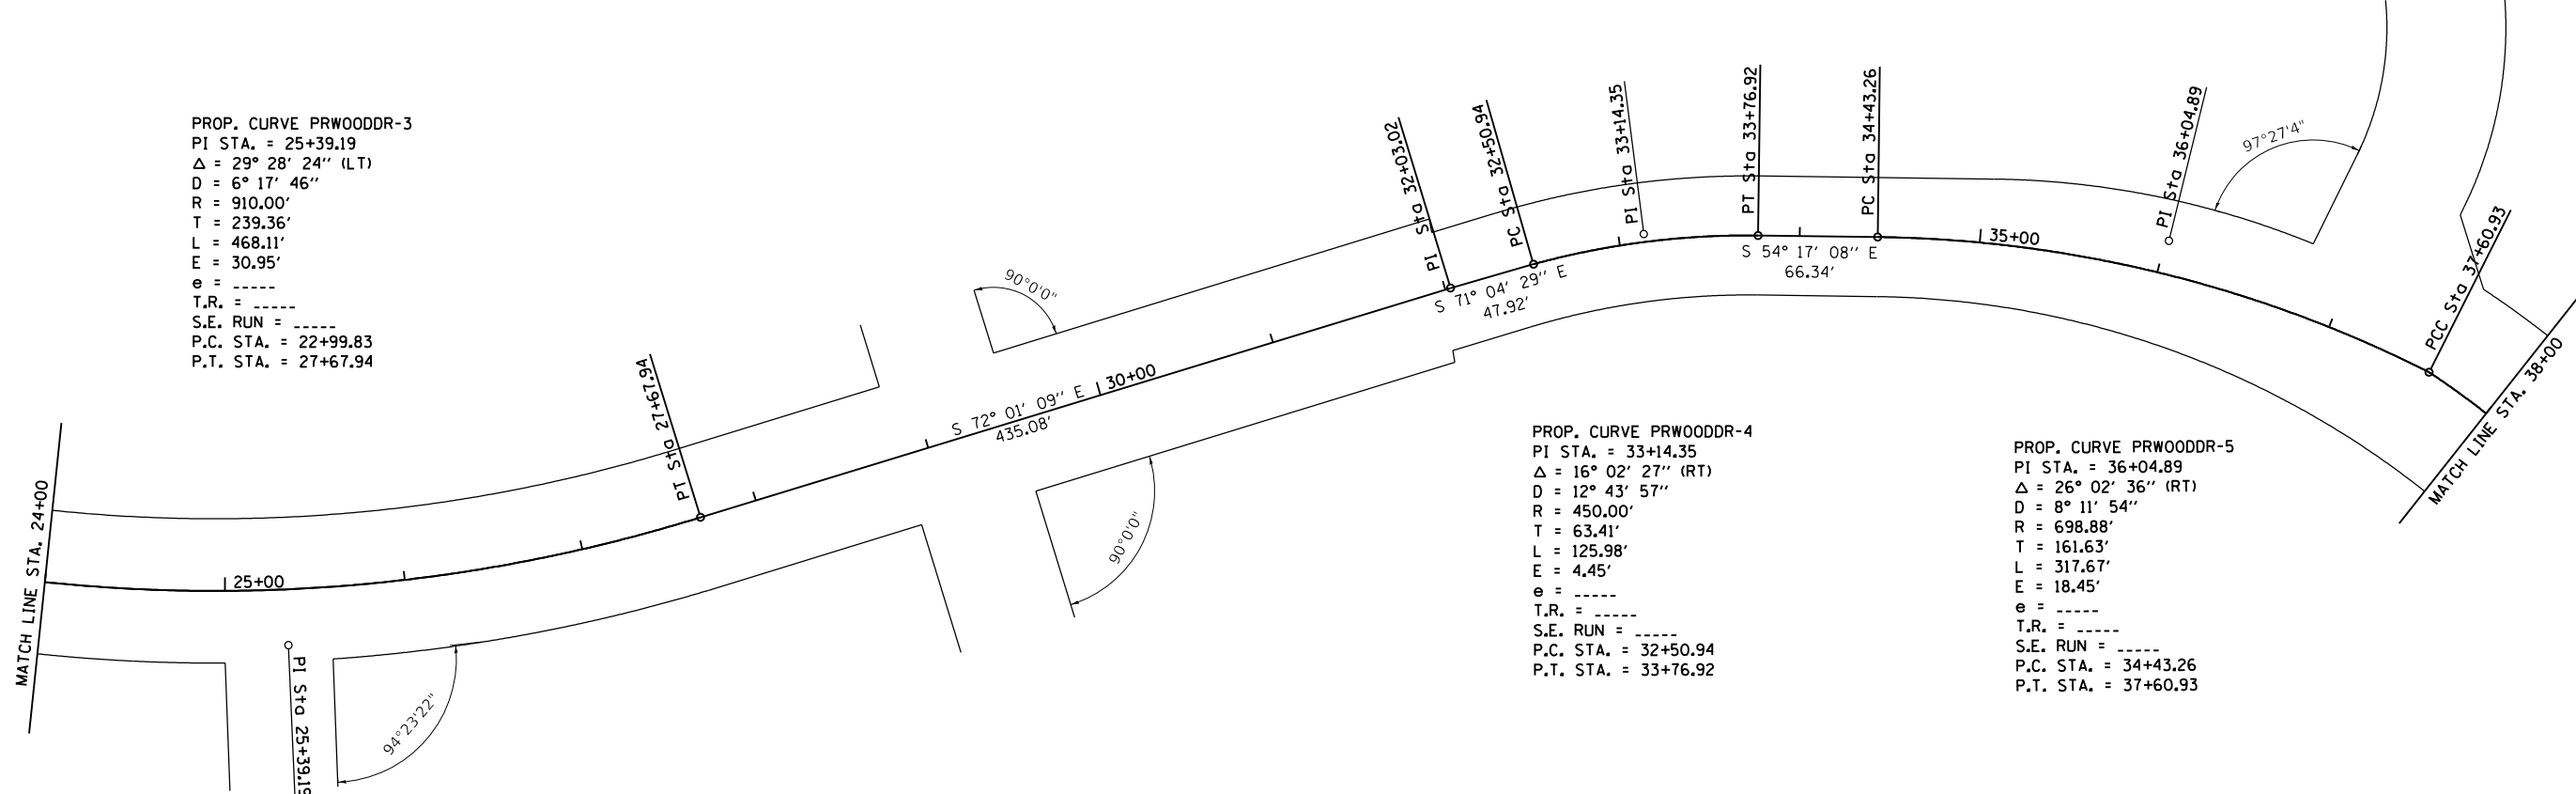 PROP. CURVE PRWOODDR-3
PI STA. = 25+39.19
Δ = 29° 28' 24'' (LT)
D = 6° 17' 46''
R = 910.00'
T = 239.36'
L = 468.11'
E = 30.95'
e = _____
T.R. = _____
S.E. RUN = _____
P.C. STA. = 22+99.83
P.T. STA. = 27+67.94
MATCH LINE STA. 24+00
25+00
PI Sta 25+39.19
94°23'22"
PT Sta 27+67.94
S 72° 01' 09'' E
435.08'
30+00
90°0'0"
90°0'0"
PI Sta 32+03.02
PC Sta 32+50.94
S 71° 04' 29'' E
47.92'
PI Sta 33+14.35
PT Sta 33+76.92
PC Sta 34+43.26
S 54° 17' 08'' E
66.34'
35+00
PI Sta 36+04.89
97°27'4"
PCC Sta 37+60.93
MATCH LINE STA. 38+00
PROP. CURVE PRWOODDR-4
PI STA. = 33+14.35
Δ = 16° 02' 27'' (RT)
D = 12° 43' 57''
R = 450.00'
T = 63.41'
L = 125.98'
E = 4.45'
e = _____
T.R. = _____
S.E. RUN = _____
P.C. STA. = 32+50.94
P.T. STA. = 33+76.92
PROP. CURVE PRWOODDR-5
PI STA. = 36+04.89
Δ = 26° 02' 36'' (RT)
D = 8° 11' 54''
R = 698.88'
T = 161.63'
L = 317.67'
E = 18.45'
e = _____
T.R. = _____
S.E. RUN = _____
P.C. STA. = 34+43.26
P.T. STA. = 37+60.93